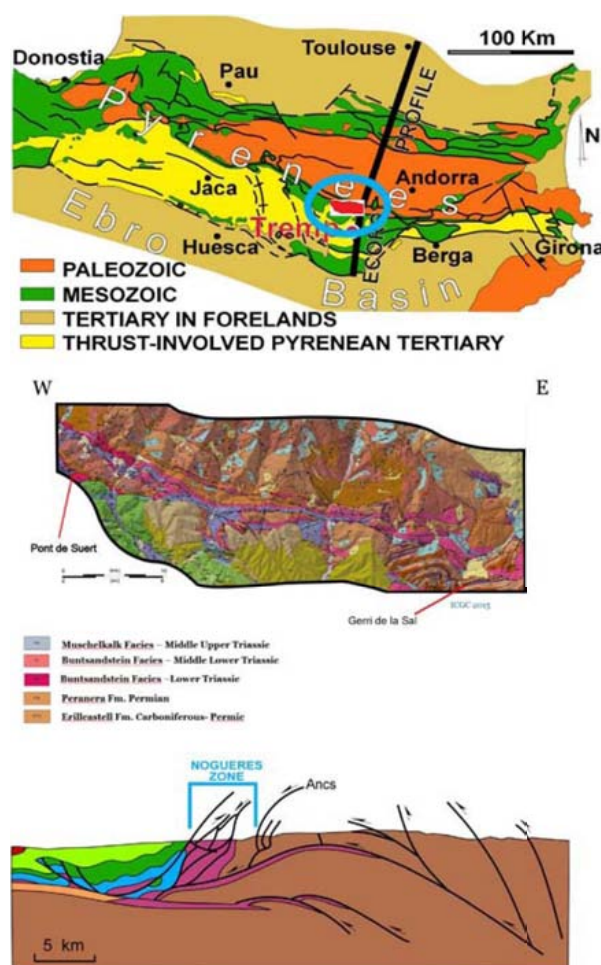 Toulouse
100 Km
Donostia
Pau
PROFILE
Pyrenees
N
Andorra
Jaca
Tremp
Ebro
Huesca
ECORS
Berga
Girona
Basin
PALEOZOIC
MESOZOIC
TERTIARY IN FORELANDS
THRUST-INVOLVED PYRENEAN TERTIARY
W
E
Pont de Suert
ICGC 2015
Gerri de la Sal
Muschelkalk Facies – Middle Upper Triassic
Buntsandstein Facies – Middle Lower Triassic
Buntsandstein Facies –Lower Triassic
Peranera Fm. Permian
Erillcastell Fm. Carboniferous- Permic
NOGUERES
ZONE
Ancs
5 km